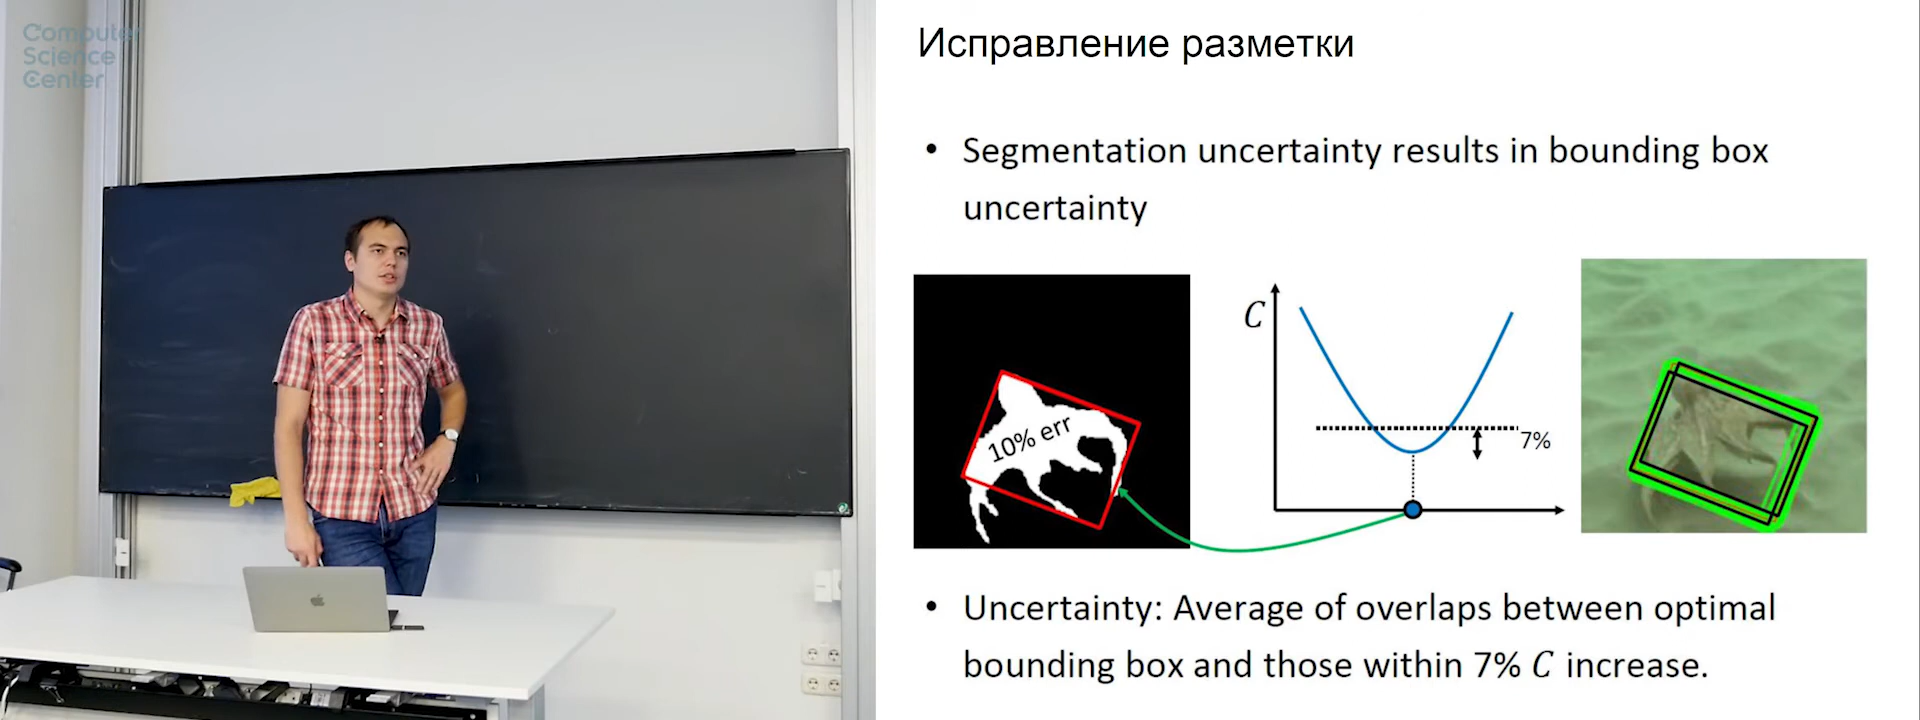 Computer
Science
Center
Исправление разметки
• Segmentation uncertainty results in bounding box
uncertainty
10% err
C
7%
• Uncertainty: Average of overlaps between optimal
bounding box and those within 7% C increase.